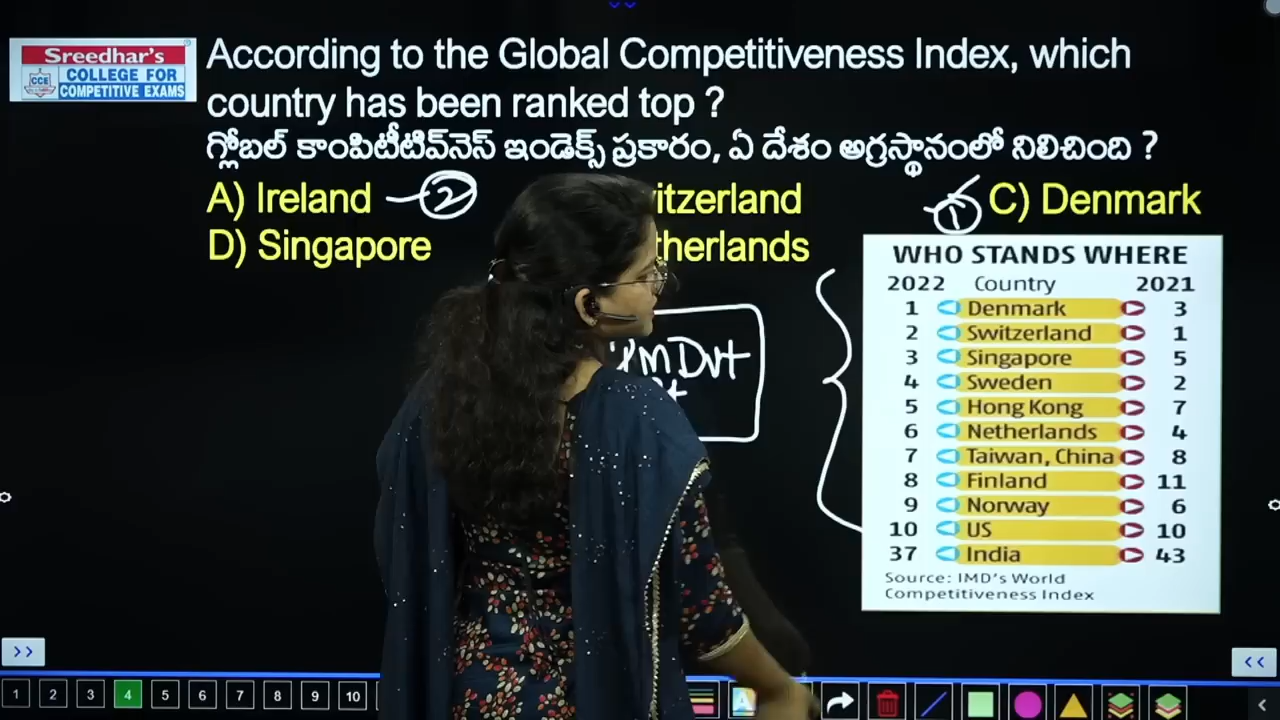 Sreedhar's
CCE
COLLEGE FOR
COMPETITIVE EXAMS
According to the Global Competitiveness Index, which
country has been ranked top ?
గ్లోబల్ కాంపిటీటివ్‌నెస్ ఇండెక్స్ ప్రకారం, ఏ దేశం అగ్రస్థానంలో నిలిచింది ?
A) Ireland 2 itzerland 1 C) Denmark
D) Singapore therlands
WHO STANDS WHERE
2022 Country 2021
1 Denmark 3
2 Switzerland 1
3 Singapore 5
4 Sweden 2
5 Hong Kong 7
6 Netherlands 4
7 Taiwan, China 8
8 Finland 11
9 Norway 6
10 US 10
37 India 43
Source: IMD's World
Competitiveness Index
>> <<
1 2 3 4 5 6 7 8 9 10